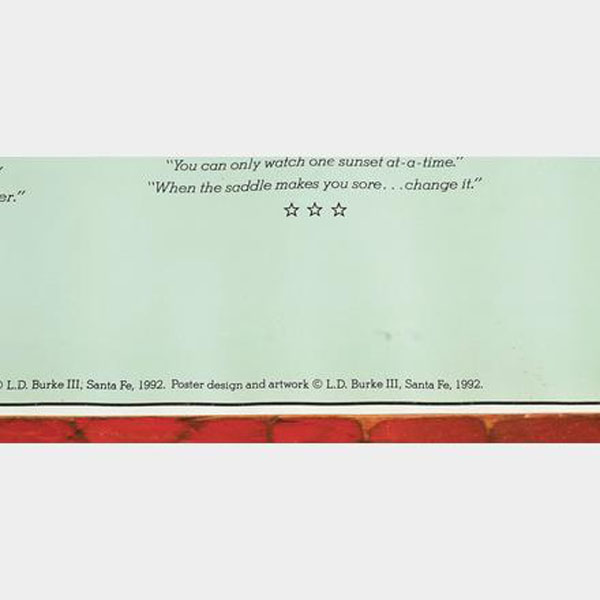 "You can only watch one sunset at-a-time."
"When the saddle makes you sore...change it."
er."
☆ ☆ ☆
© L.D. Burke III, Santa Fe, 1992. Poster design and artwork © L.D. Burke III, Santa Fe, 1992.